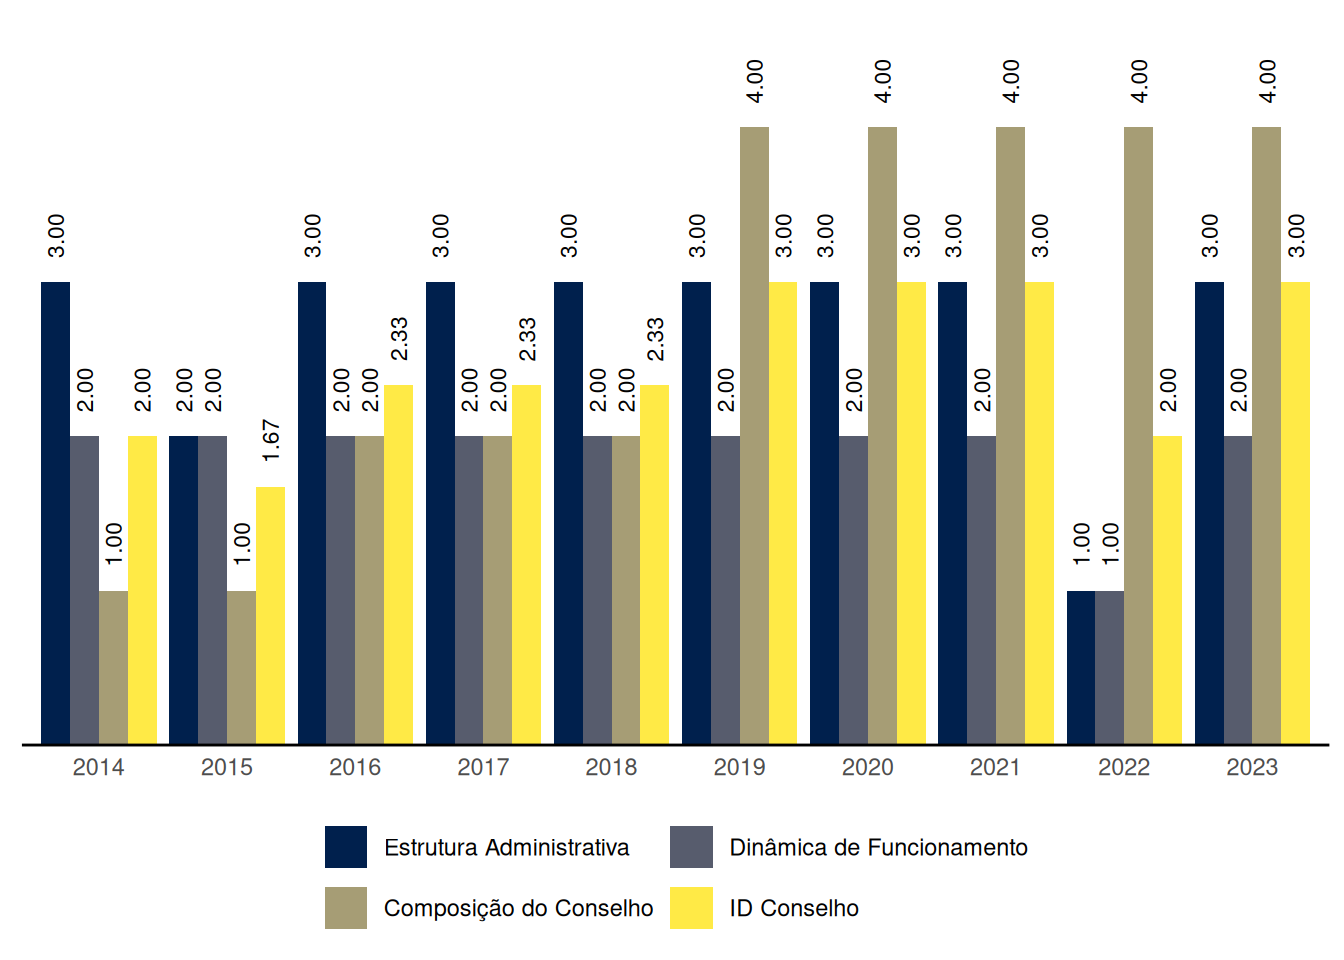 4.00 4.00 4.00 4.00 4.00
3.00 3.00 3.00 3.00 3.00 3.00 3.00 3.00 3.00 3.00 3.00 3.00
2.33 2.33 2.33
2.00 2.00 2.00 2.00 2.00 2.00 2.00 2.00 2.00 2.00 2.00 2.00 2.00 2.00 2.00
1.67
1.00 1.00 1.00 1.00
2014 2015 2016 2017 2018 2019 2020 2021 2022 2023
Estrutura Administrativa Dinâmica de Funcionamento
Composição do Conselho ID Conselho